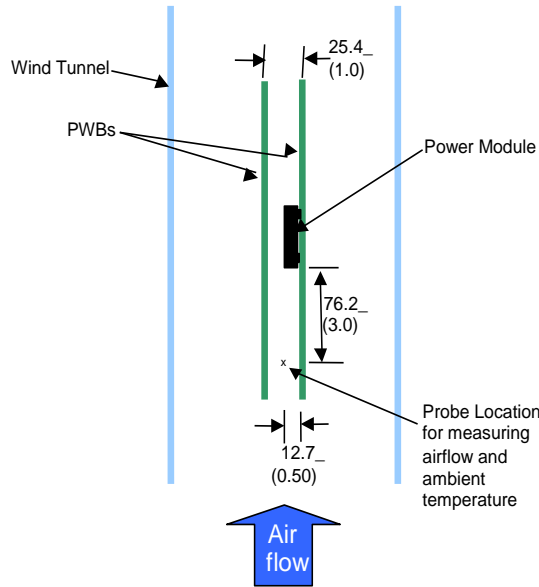 25.4_
(1.0)
Wind Tunnel
PWBs
Power Module
76.2_
(3.0)
x
Probe Location
for measuring
airflow and
ambient
temperature
12.7_
(0.50)
Air
flow